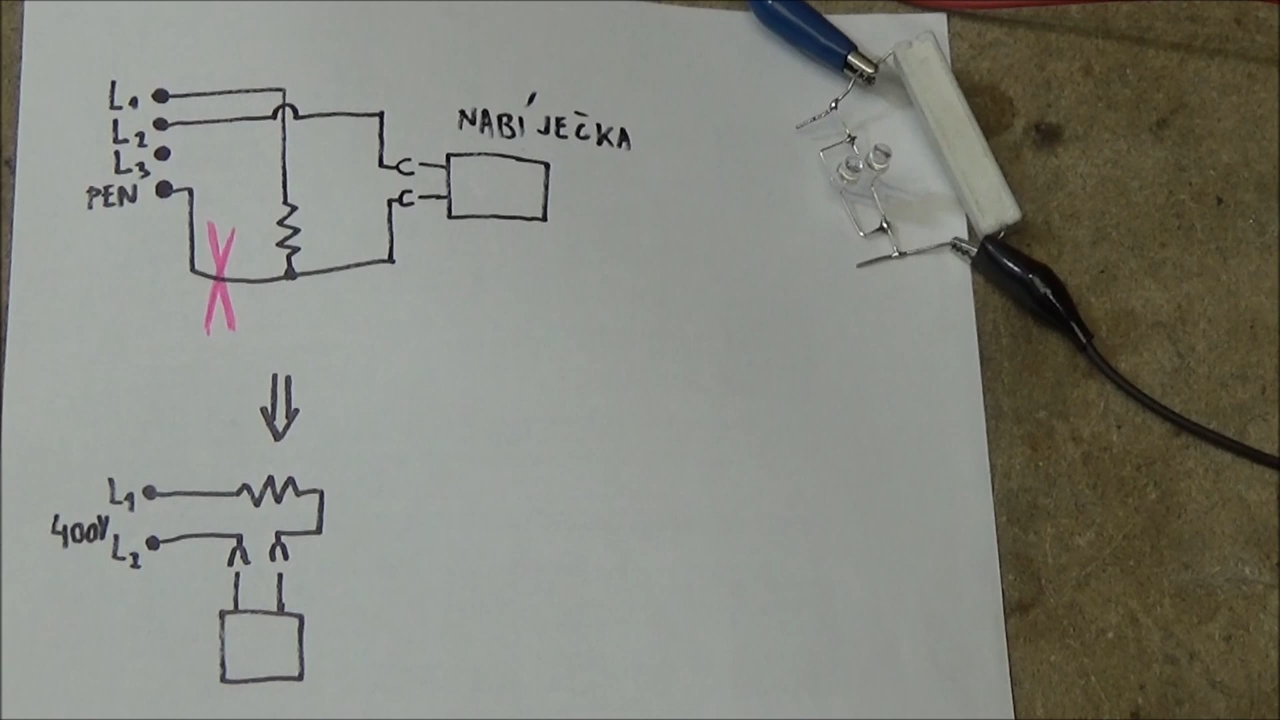 L₁
L₂
L₃
PEN
NABÍJEČKA
L₁
400V
L₂